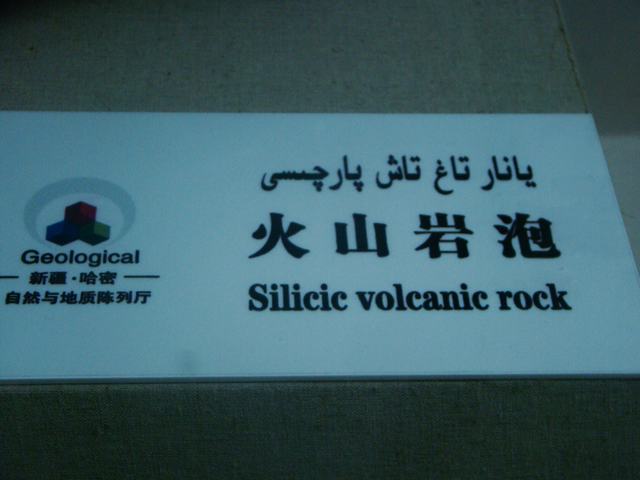 يانار تاغ تاش پارچىسى
火山岩泡
Silicic volcanic rock
Geological
新疆·哈密
自然与地质陈列厅